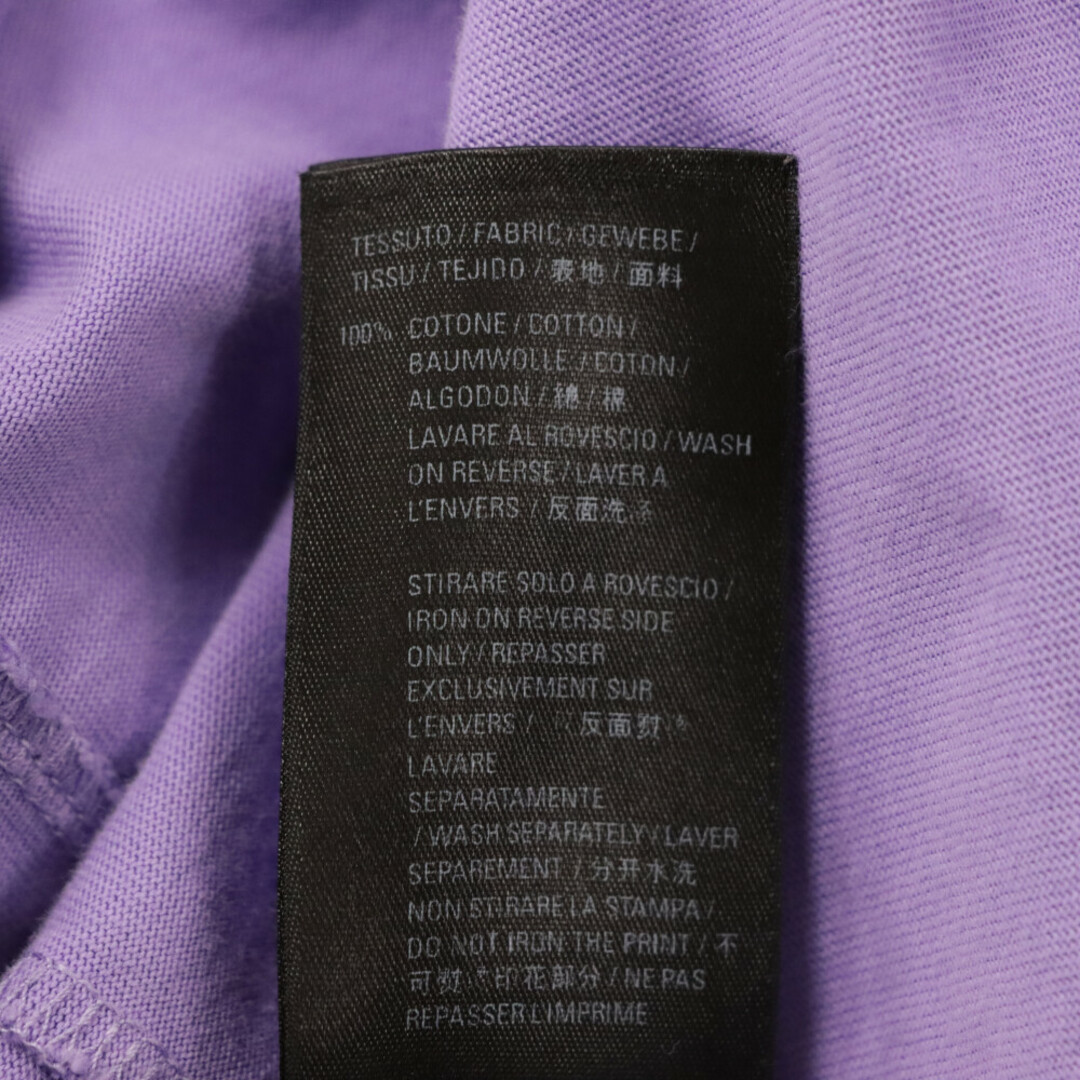 TESSUTO / FABRIC / GEWEBE /
TISSU / TEJIDO / 表地 / 面料
100% COTONE / COTTON /
BAUMWOLLE / COTON /
ALGODON / 綿 / 棉
LAVARE AL ROVESCIO / WASH
ON REVERSE / LAVER A
L'ENVERS / 反面洗
STIRARE SOLO A ROVESCIO /
IRON ON REVERSE SIDE
ONLY / REPASSER
EXCLUSIVEMENT SUR
L'ENVERS / 反面熨
LAVARE
SEPARATAMENTE
/ WASH SEPARATELY / LAVER
SEPAREMENT / 分开水洗
NON STIRARE LA STAMPA /
DO NOT IRON THE PRINT / 不
可熨 印花部分 / NE PAS
REPASSER L'IMPRIME